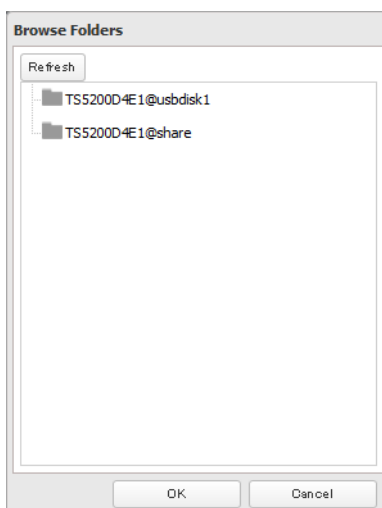 Browse Folders
Refresh
TS5200D4E1@usbdisk1
TS5200D4E1@share
OK
Cancel